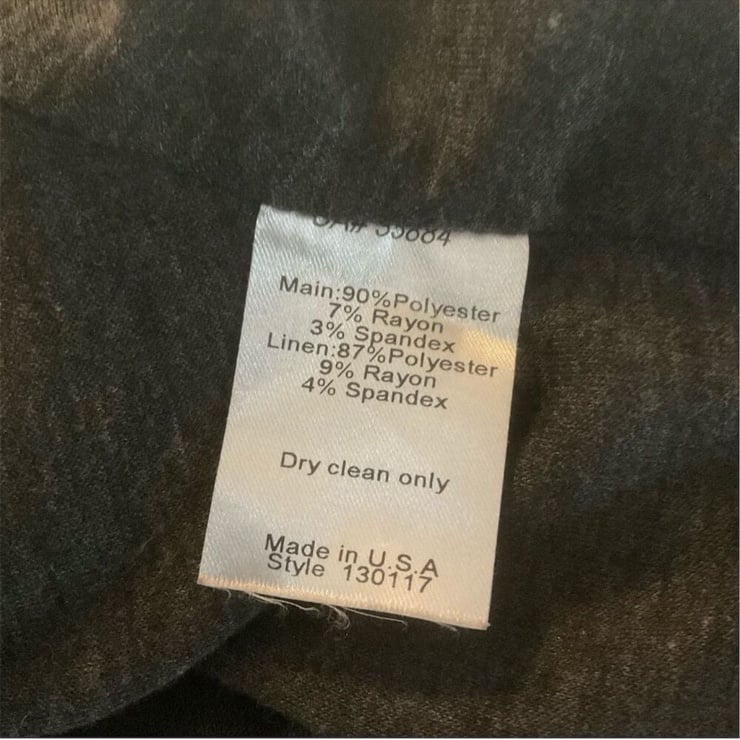 Main:90%Polyester
7% Rayon
3% Spandex
Linen:87%Polyester
9% Rayon
4% Spandex
Dry clean only
Made in U.S.A
Style 130117